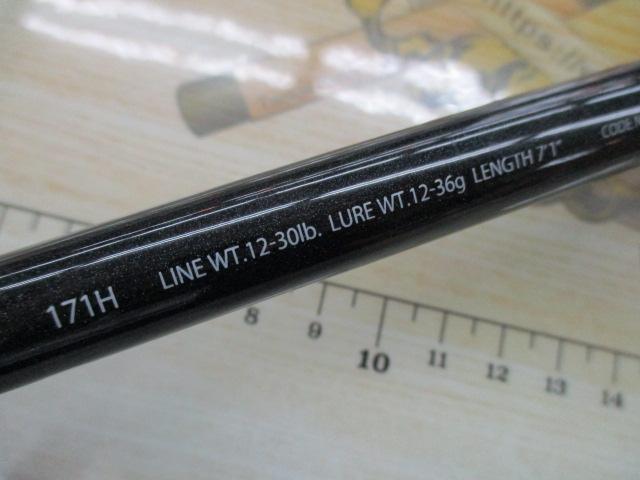 https://
171H LINE WT.12-30lb. LURE WT.12-36g LENGTH 7'1" CODE
8 9 10 11 12 13 14